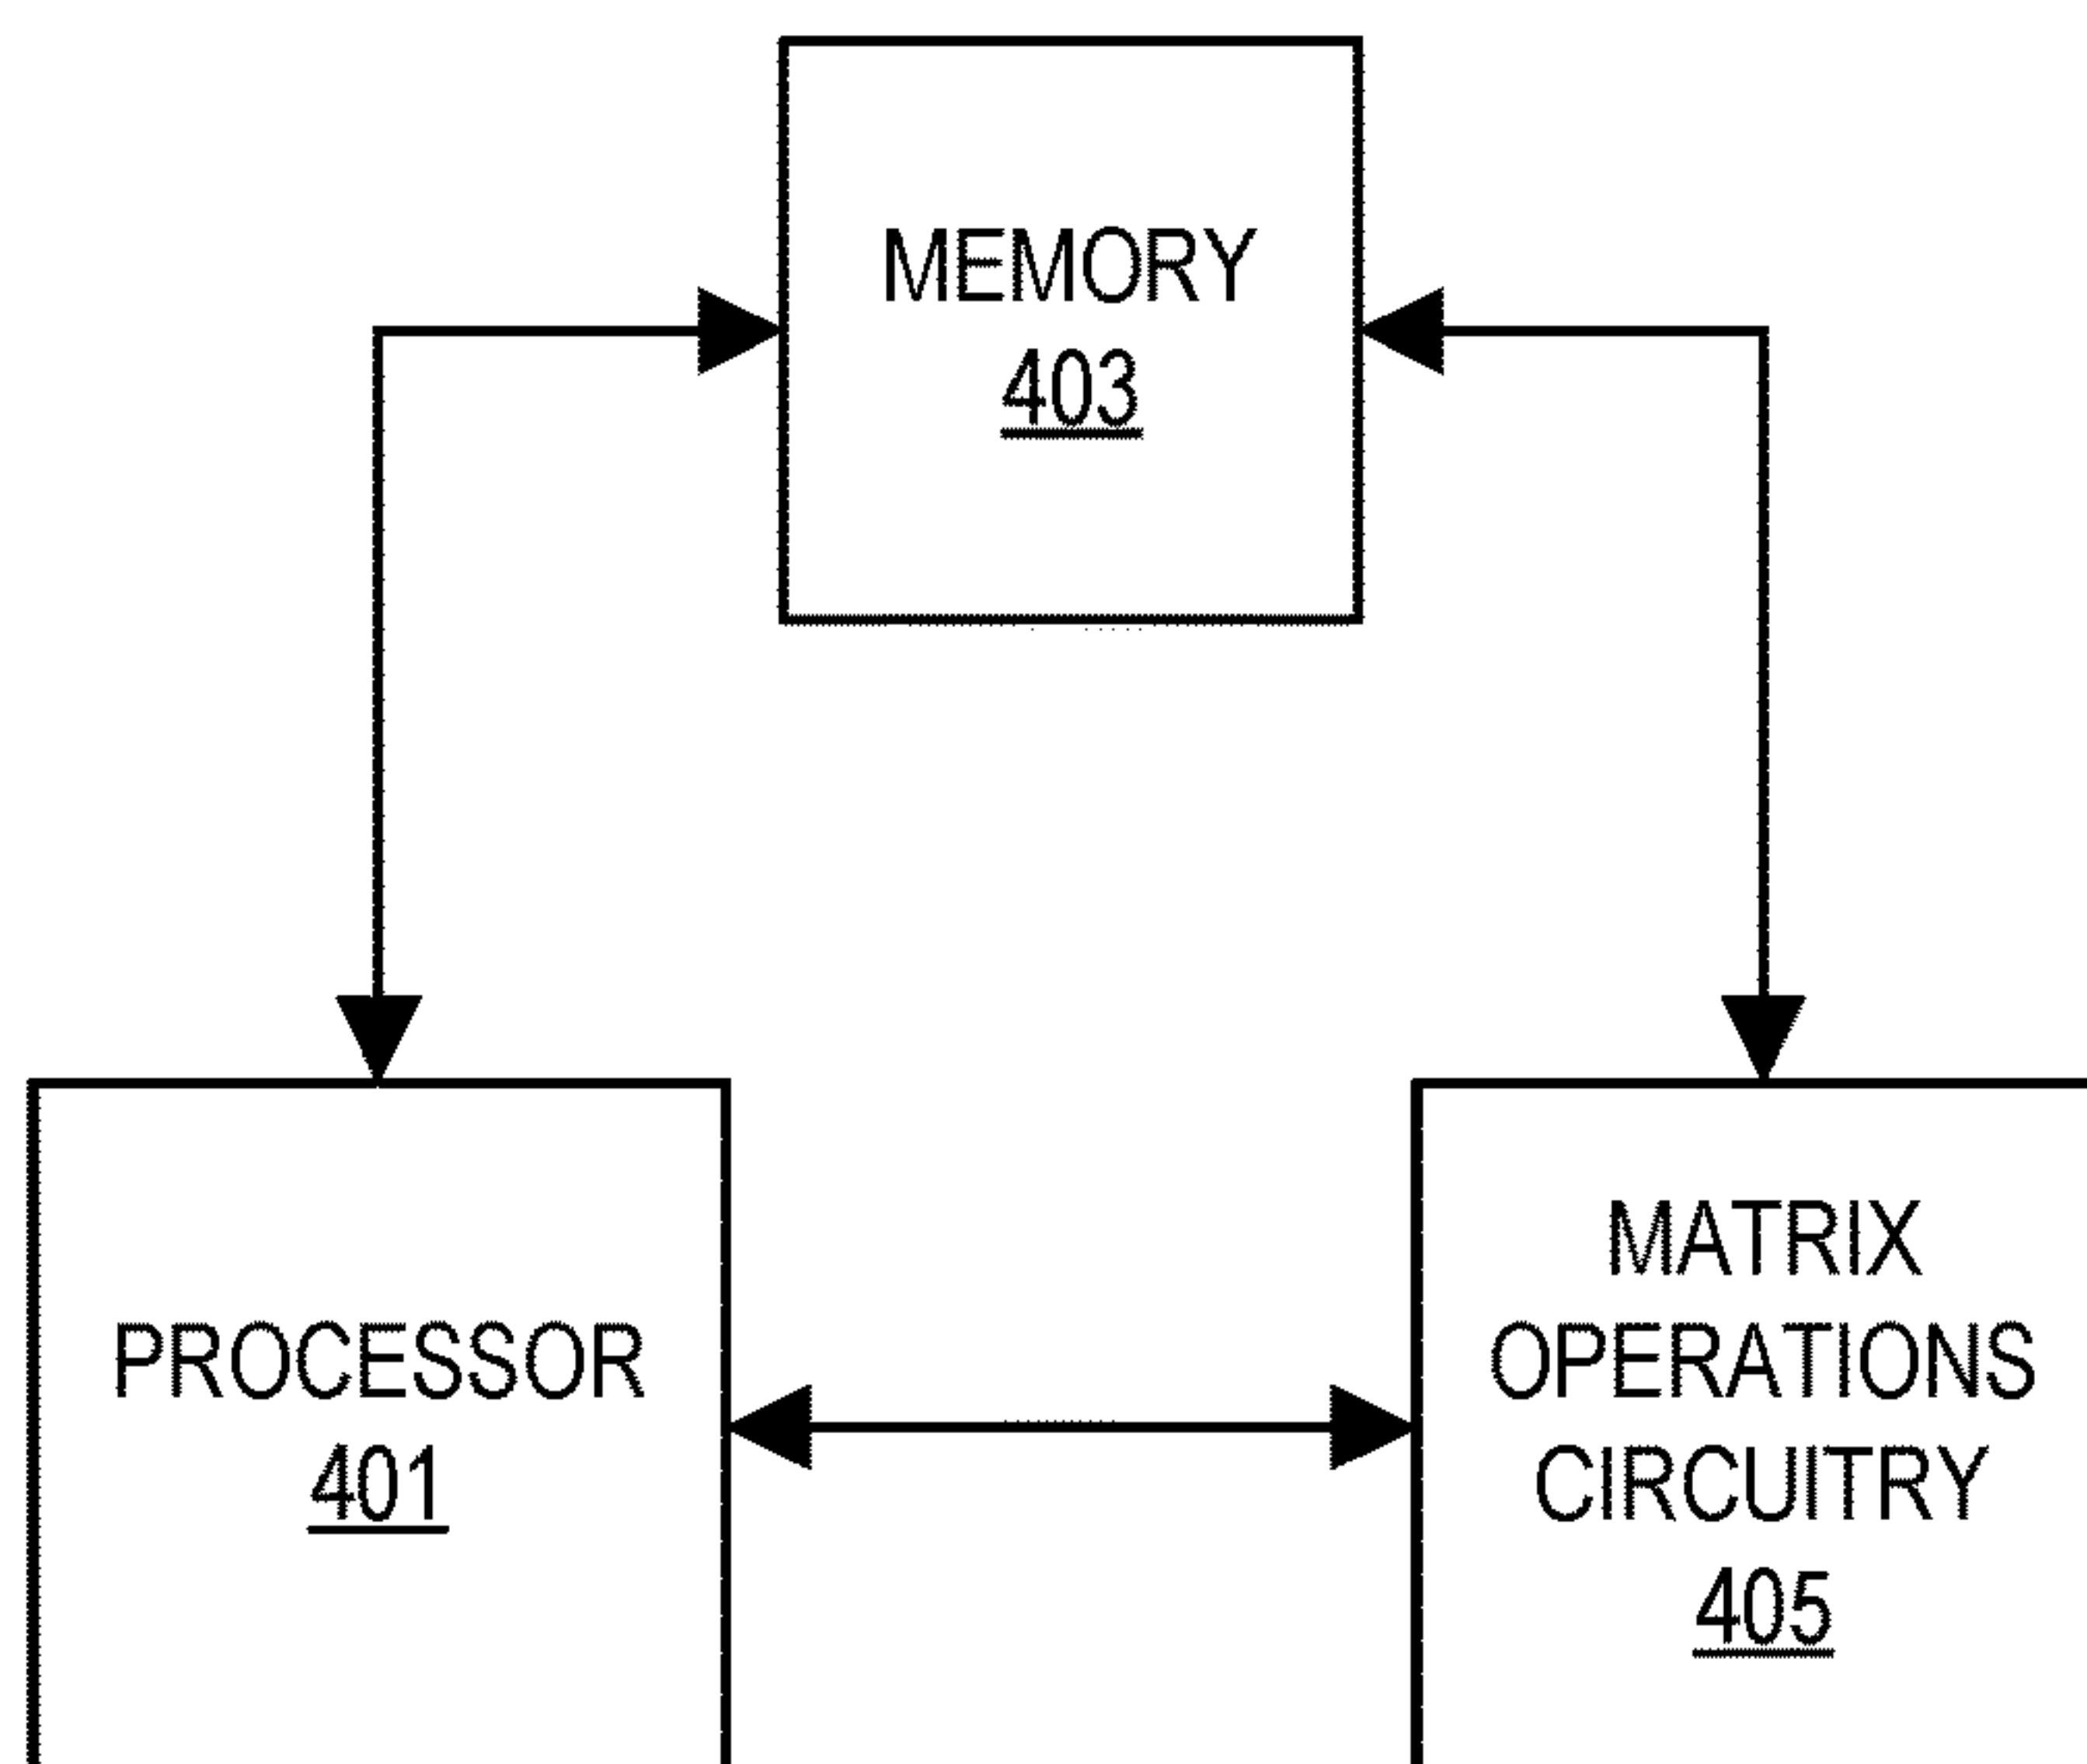 MEMORY
403
PROCESSOR
401
MATRIX
OPERATIONS
CIRCUITRY
405